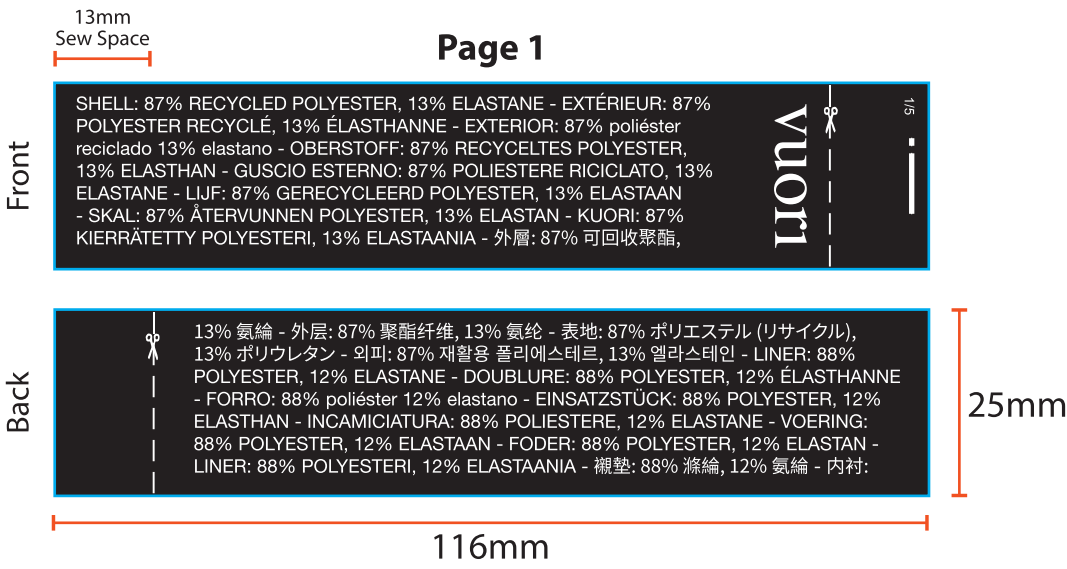 13mm
Sew Space
Page 1
Front
SHELL: 87% RECYCLED POLYESTER, 13% ELASTANE - EXTÉRIEUR: 87%
POLYESTER RECYCLÉ, 13% ÉLASTHANNE - EXTERIOR: 87% poliéster
reciclado 13% elastano - OBERSTOFF: 87% RECYCELTES POLYESTER,
13% ELASTHAN - GUSCIO ESTERNO: 87% POLIESTERE RICICLATO, 13%
ELASTANE - LIJF: 87% GERECYCLEERD POLYESTER, 13% ELASTAAN
- SKAL: 87% ÅTERVUNNEN POLYESTER, 13% ELASTAN - KUORI: 87%
KIERRÄTETTY POLYESTERI, 13% ELASTAANIA - 外層: 87% 可回收聚酯,
vuori
1/5
Back
13% 氨綸 - 外层: 87% 聚酯纤维, 13% 氨纶 - 表地: 87% ポリエステル (リサイクル),
13% ポリウレタン - 외피: 87% 재활용 폴리에스테르, 13% 엘라스테인 - LINER: 88%
POLYESTER, 12% ELASTANE - DOUBLURE: 88% POLYESTER, 12% ÉLASTHANNE
- FORRO: 88% poliéster 12% elastano - EINSATZSTÜCK: 88% POLYESTER, 12%
ELASTHAN - INCAMICIATURA: 88% POLIESTERE, 12% ELASTANE - VOERING:
88% POLYESTER, 12% ELASTAAN - FODER: 88% POLYESTER, 12% ELASTAN -
LINER: 88% POLYESTERI, 12% ELASTAANIA - 襯墊: 88% 滌綸, 12% 氨綸 - 内衬:
25mm
116mm